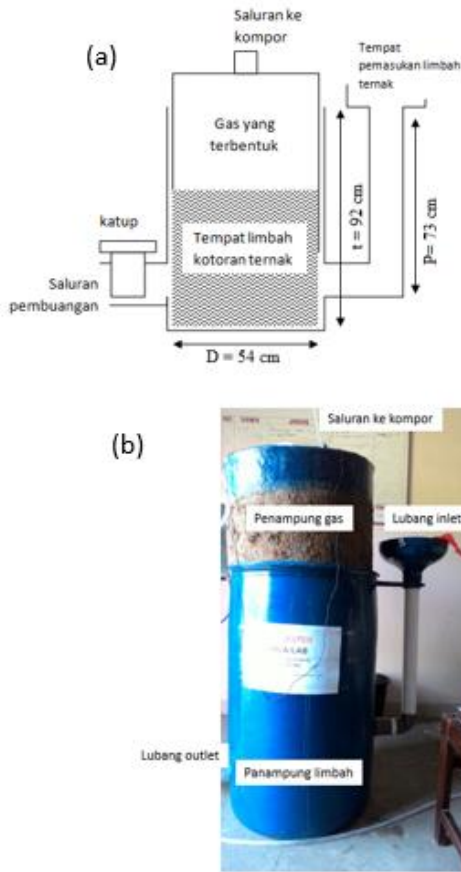 (a)
Saluran ke
kompor
Tempat
pemasukan limbah
ternak
Gas yang
terbentuk
katup
Tempat limbah
kotoran ternak
Saluran
pembuangan
t = 92 cm
P= 73 cm
D = 54 cm
(b)
Saluran ke kompor
Penampung gas
Lubang inlet
Lubang outlet
Panampung limbah